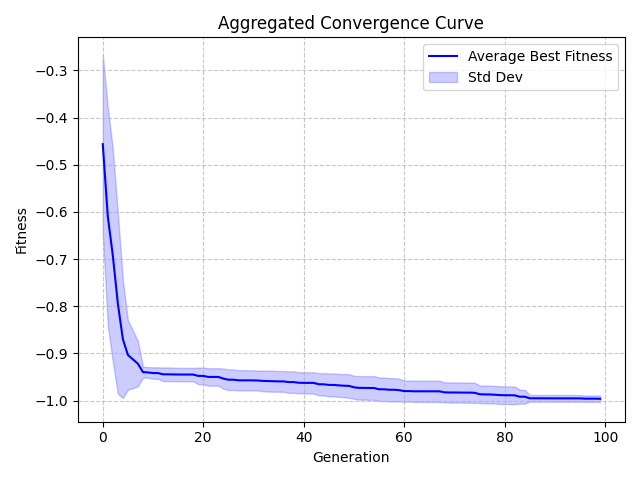 Aggregated Convergence Curve
Average Best Fitness
Std Dev
−0.3
−0.4
−0.5
−0.6
−0.7
−0.8
−0.9
−1.0
Fitness
0 20 40 60 80 100
Generation